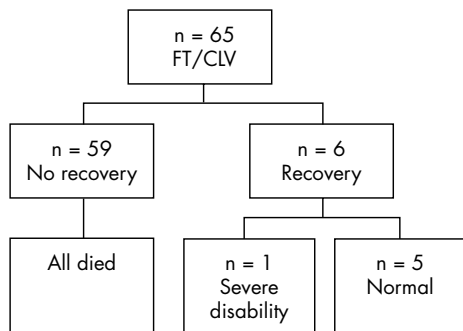 n = 65
FT/CLV
n = 59
No recovery
n = 6
Recovery
All died
n = 1
Severe
disability
n = 5
Normal